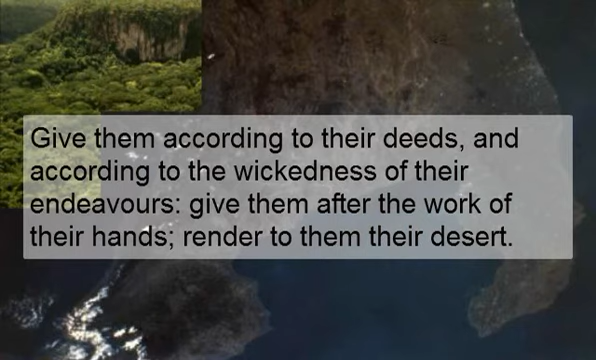 Give them according to their deeds, and
according to the wickedness of their
endeavours: give them after the work of
their hands; render to them their desert.